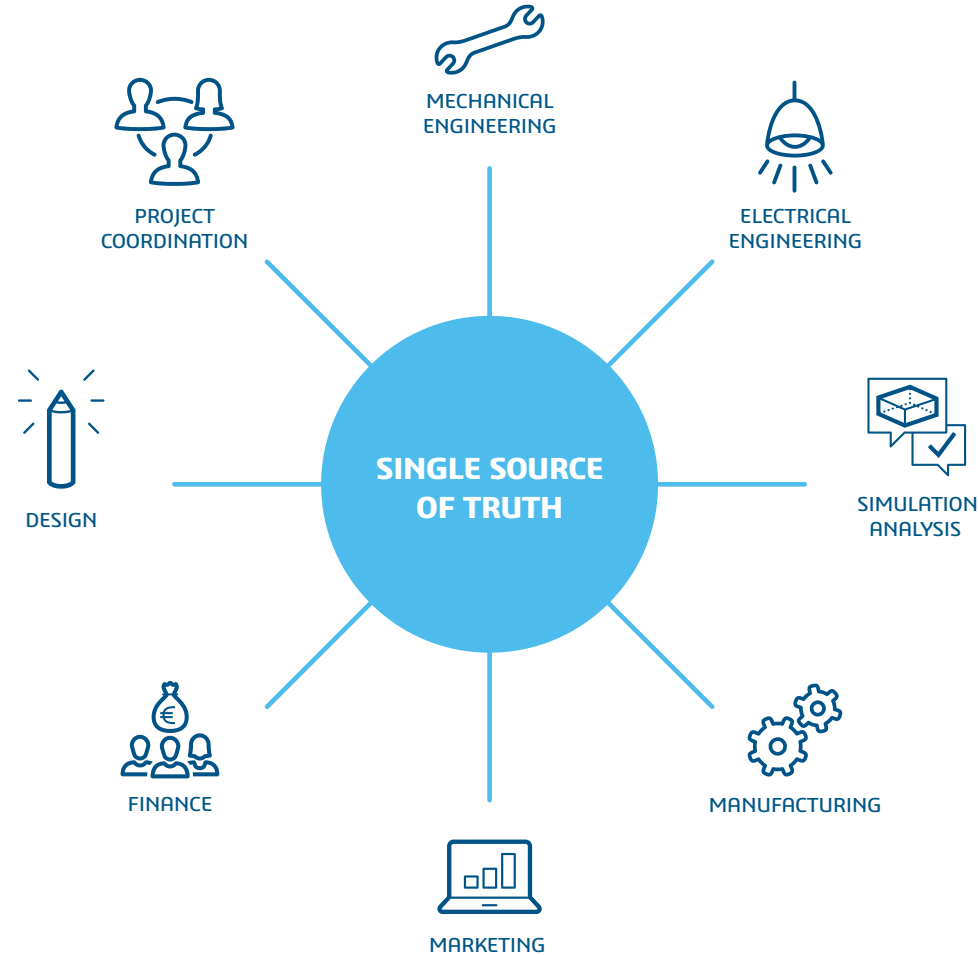 MECHANICAL
ENGINEERING
PROJECT
COORDINATION
ELECTRICAL
ENGINEERING
SINGLE SOURCE
OF TRUTH
DESIGN
SIMULATION
ANALYSIS
€
FINANCE
MANUFACTURING
MARKETING